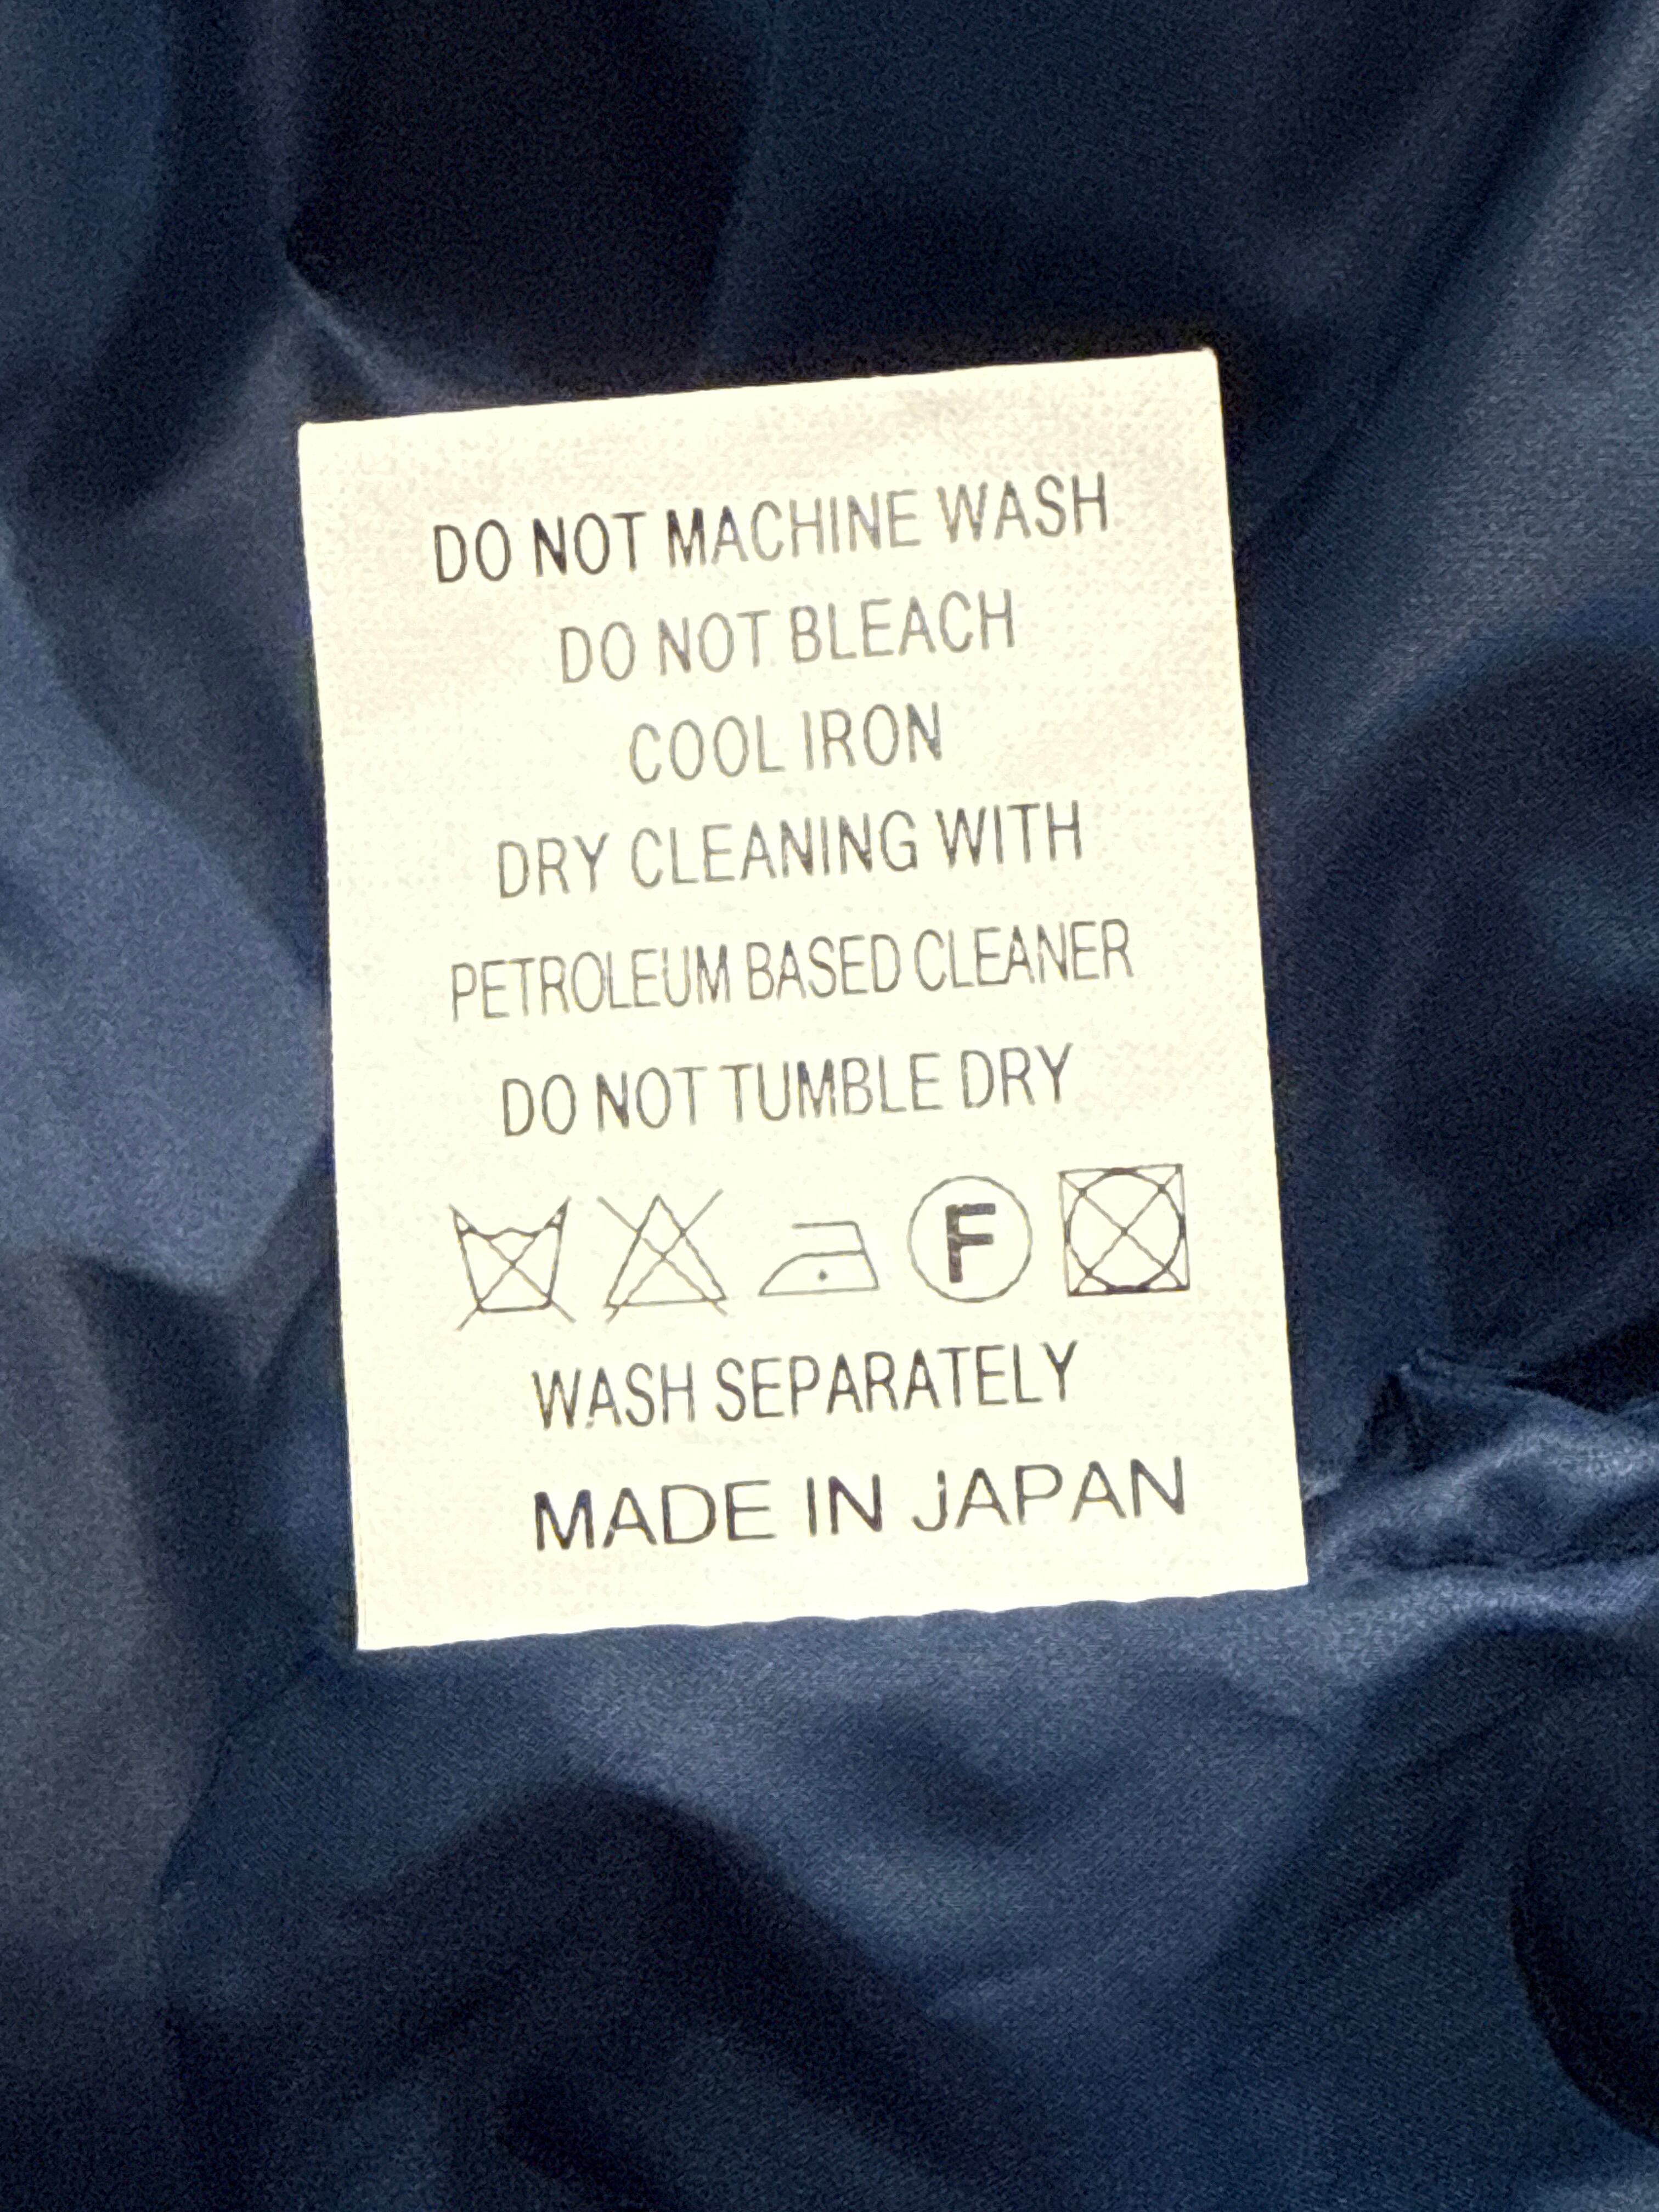 DO NOT MACHINE WASH
DO NOT BLEACH
COOL IRON
DRY CLEANING WITH
PETROLEUM BASED CLEANER
DO NOT TUMBLE DRY
F
WASH SEPARATELY
MADE IN JAPAN